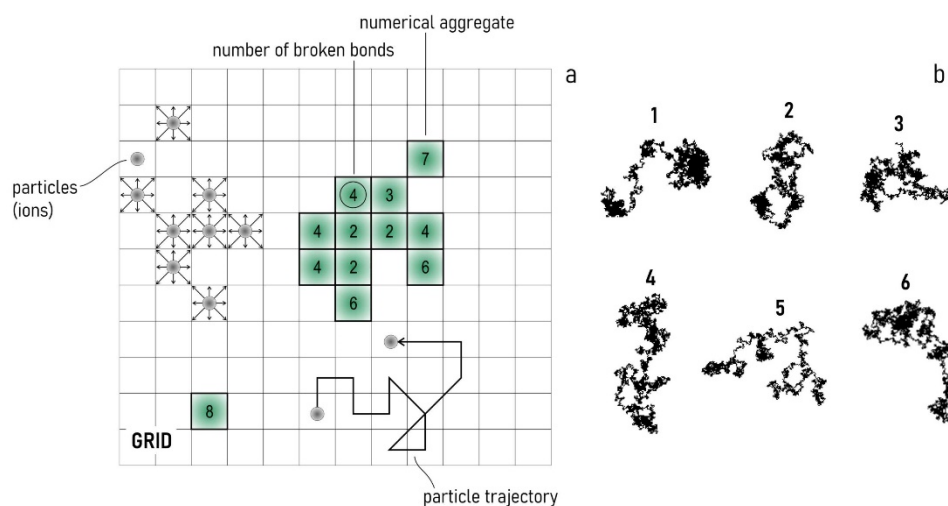 numerical aggregate
number of broken bonds
a
b
1
2
3
7
particles
(ions)
4 3
4 2 2 4
4 2 6
6
4
5
6
8
GRID
particle trajectory